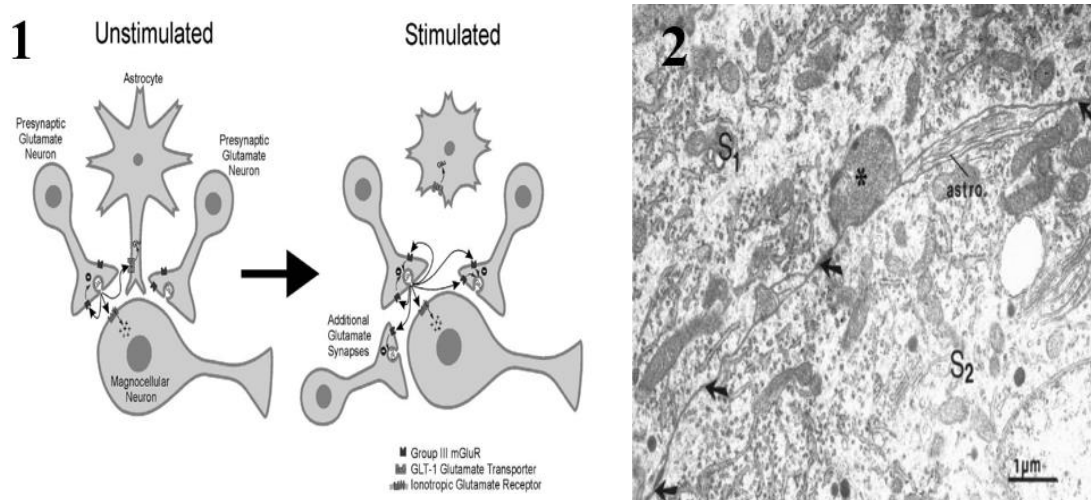 1
Unstimulated
Stimulated
Astrocyte
Presynaptic
Glutamate
Neuron
Presynaptic
Glutamate
Neuron
Additional
Glutamate
Synapses
Magnocellular
Neuron
Group III mGluR
GLT-1 Glutamate Transporter
Ionotropic Glutamate Receptor
2
S1
*
astro.
S2
1µm